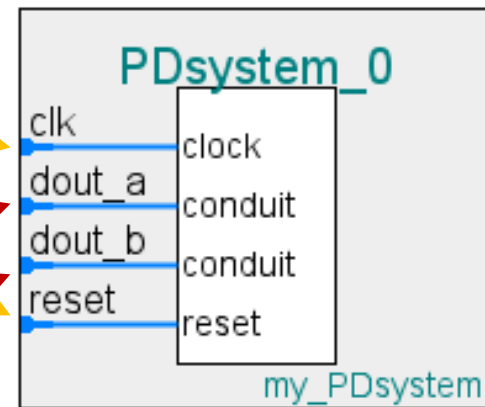 PDsystem_0
clk
clock
dout_a
conduit
dout_b
conduit
reset
reset
my_PDsystem